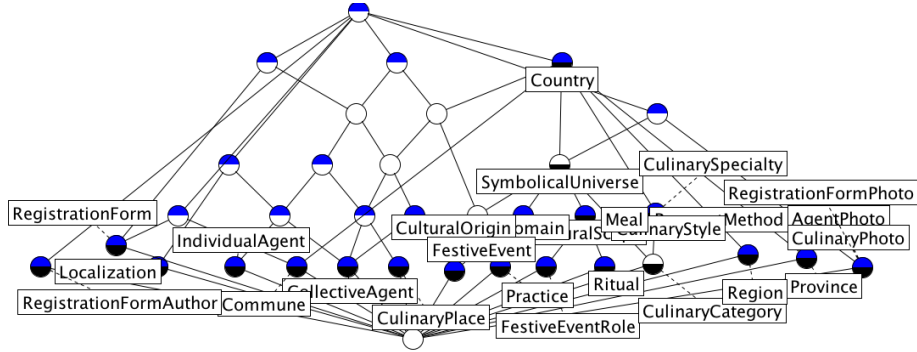 Country
CulinarySpecialty
SymbolicalUniverse
RegistrationFormPhoto
RegistrationForm
CulturalOrigin
Meal
Method
AgentPhoto
IndividualAgent
CulinaryStyle
CulinaryPhoto
FestiveEvent
Localization
Ritual
Province
CollectiveAgent
Region
RegistrationFormAuthor
Commune
Practice
CulinaryPlace
CulinaryCategory
FestiveEventRole